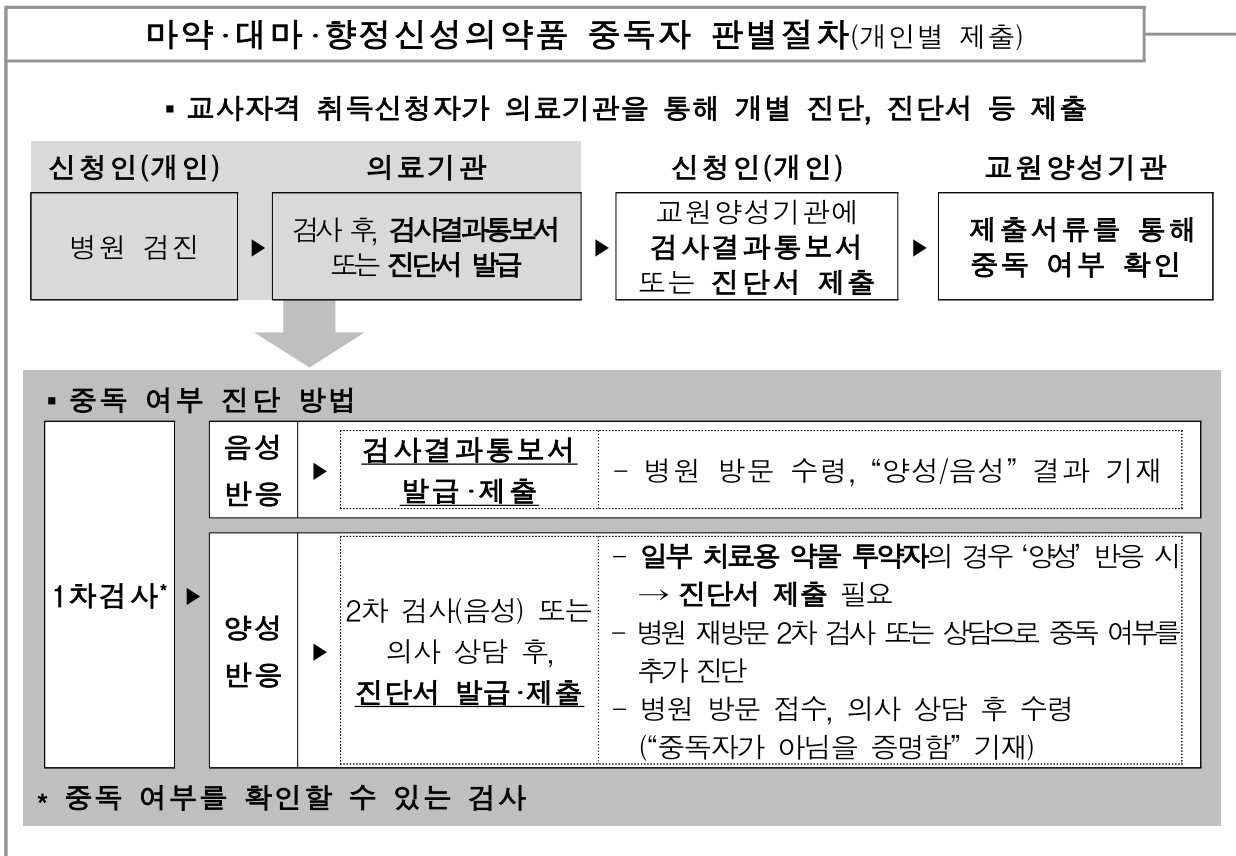 마약·대마·향정신성의약품 중독자 판별절차(개인별 제출)
▪ 교사자격 취득신청자가 의료기관을 통해 개별 진단, 진단서 등 제출
신청인(개인)
병원 검진
▶
의료기관
검사 후, 검사결과통보서
또는 진단서 발급
▶
신청인(개인)
교원양성기관에
검사결과통보서
또는 진단서 제출
▶
교원양성기관
제출서류를 통해
중독 여부 확인
▪ 중독 여부 진단 방법
1차검사*
▶
음성
반응
▶
검사결과통보서
발급·제출
– 병원 방문 수령, “양성/음성” 결과 기재
양성
반응
▶
2차 검사(음성) 또는
의사 상담 후,
진단서 발급·제출
– 일부 치료용 약물 투약자의 경우 ‘양성’ 반응 시
→ 진단서 제출 필요
– 병원 재방문 2차 검사 또는 상담으로 중독 여부를
추가 진단
– 병원 방문 접수, 의사 상담 후 수령
(“중독자가 아님을 증명함” 기재)
* 중독 여부를 확인할 수 있는 검사